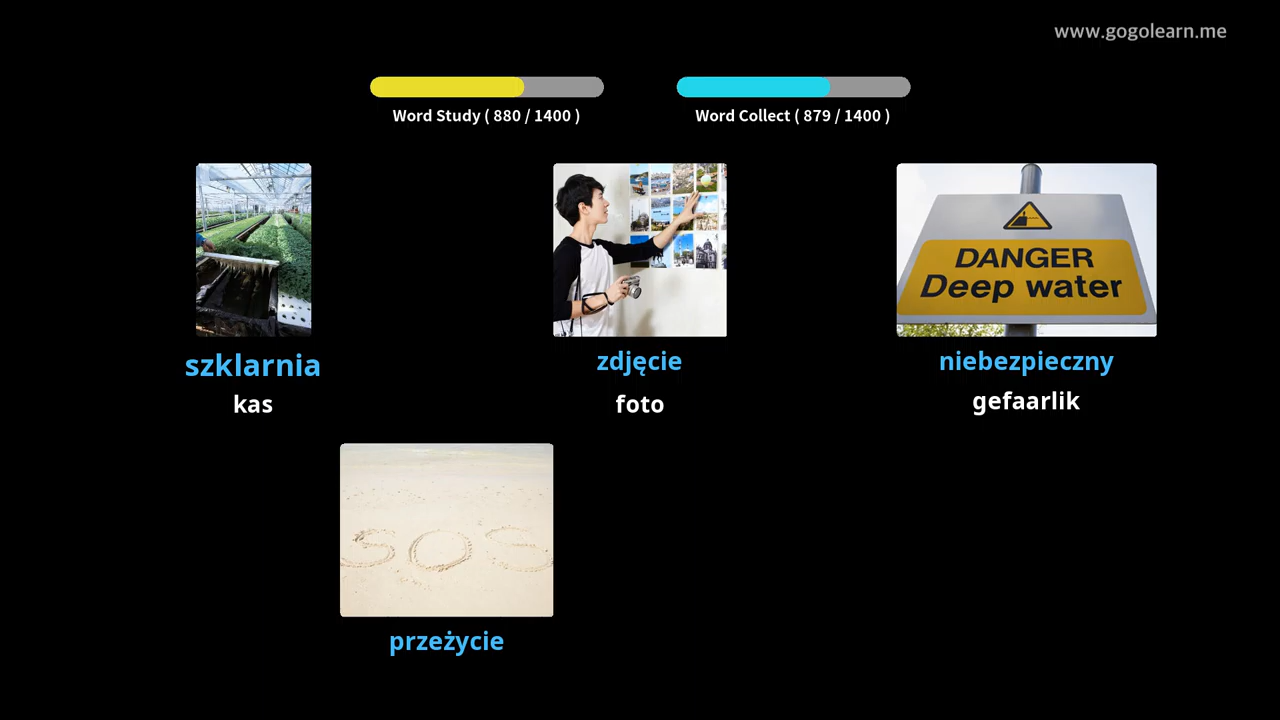 www.gogolearn.me
Word Study ( 880 / 1400 )
Word Collect ( 879 / 1400 )
DANGER
Deep water
szklarnia
zdjęcie
niebezpieczny
kas
foto
gefaarlik
SOS
przeżycie